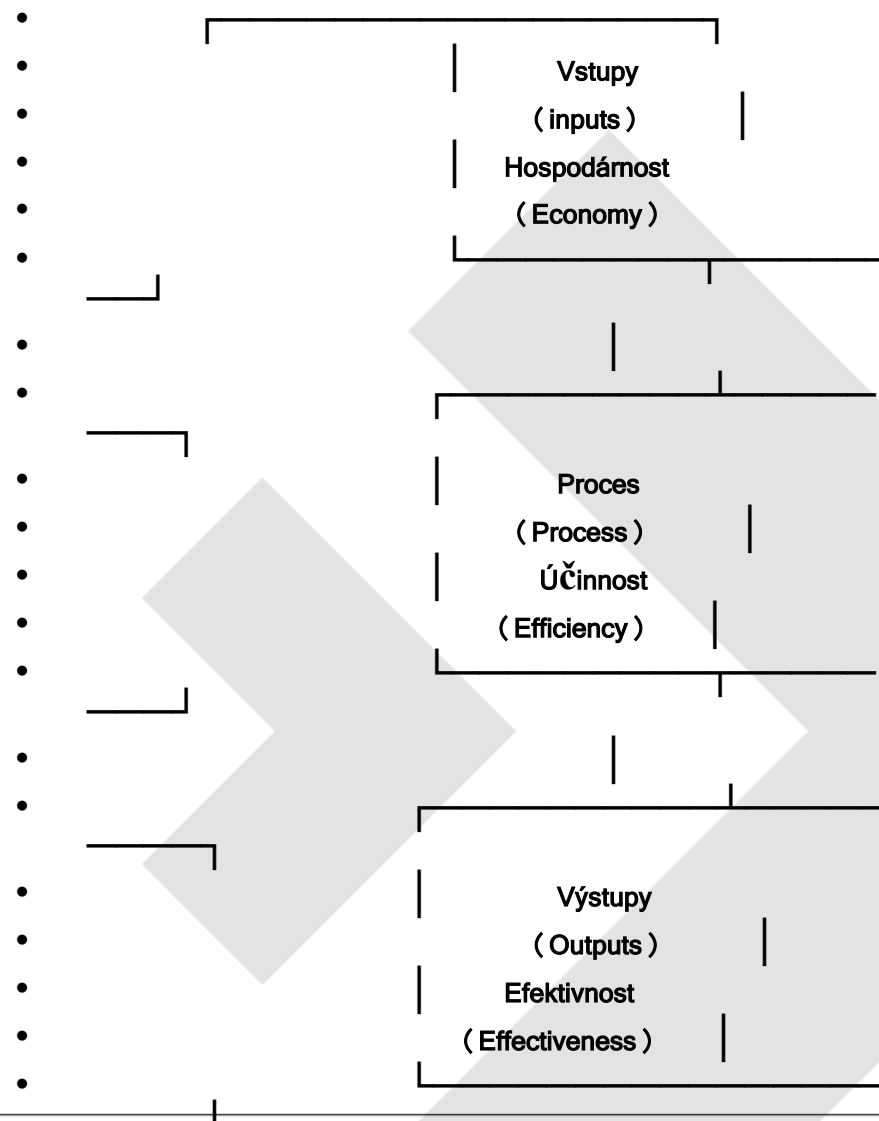 Vstupy
(inputs)
Hospodárnost
(Economy)
Proces
(Process)
Účinnost
(Efficiency)
Výstupy
(Outputs)
Efektivnost
(Effectiveness)